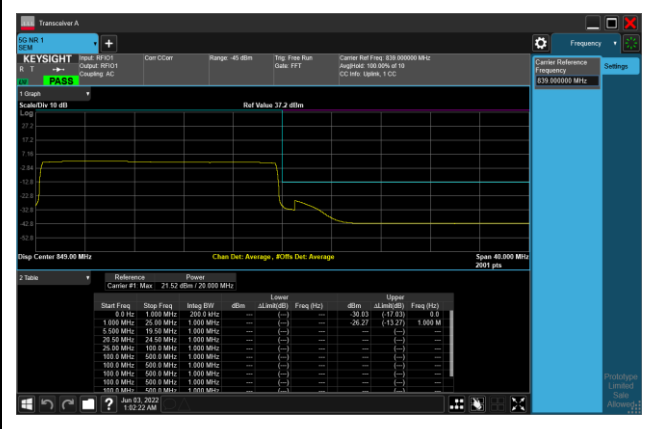 Transceiver A
5G NR 1
SEM
Frequency
KEYSIGHT
R T
PASS
Input: RFIO1
Output: RFIO1
Coupling: AC
Corr CCorr
Range: -45 dBm
Trig: Free Run
Gate: FFT
Carrier Ref Freq: 839.000000 MHz
Avg|Hold: 100.00% of 10
CC Info: Uplink, 1 CC
Carrier Reference
Frequency
839.000000 MHz
Settings
1 Graph
Scale/Div 10 dB
Ref Value 37.2 dBm
Log
27.2
17.2
7.16
-2.84
-12.8
-22.8
-32.8
-42.8
-52.8
Disp Center 849.00 MHz
Chan Det: Average, #Offs Det: Average
Span 40.000 MHz
2001 pts
2 Table
Reference Power
Carrier #1 Max 21.52 dBm / 20.000 MHz
Lower Upper
Start Freq Stop Freq Integ BW dBm ΔLimit(dB) Freq (Hz) dBm ΔLimit(dB) Freq (Hz)
0.0 Hz 1.000 MHz 200.0 kHz --- (---) --- -30.03 (-17.03) 0.0
1.000 MHz 25.00 MHz 1.000 MHz --- (---) --- -26.27 (-13.27) 1.000 M
5.500 MHz 19.50 MHz 1.000 MHz --- (---) --- --- (---) ---
20.50 MHz 24.50 MHz 1.000 MHz --- (---) --- --- (---) ---
25.00 MHz 100.0 MHz 1.000 MHz --- (---) --- --- (---) ---
100.0 MHz 500.0 MHz 1.000 MHz --- (---) --- --- (---) ---
100.0 MHz 500.0 MHz 1.000 MHz --- (---) --- --- (---) ---
100.0 MHz 500.0 MHz 1.000 MHz --- (---) --- --- (---) ---
100.0 MHz 500.0 MHz 1.000 MHz --- (---) --- --- (---) ---
Prototype
Limited
Sale
Allowed
?
Jun 03, 2022
1:02:22 AM